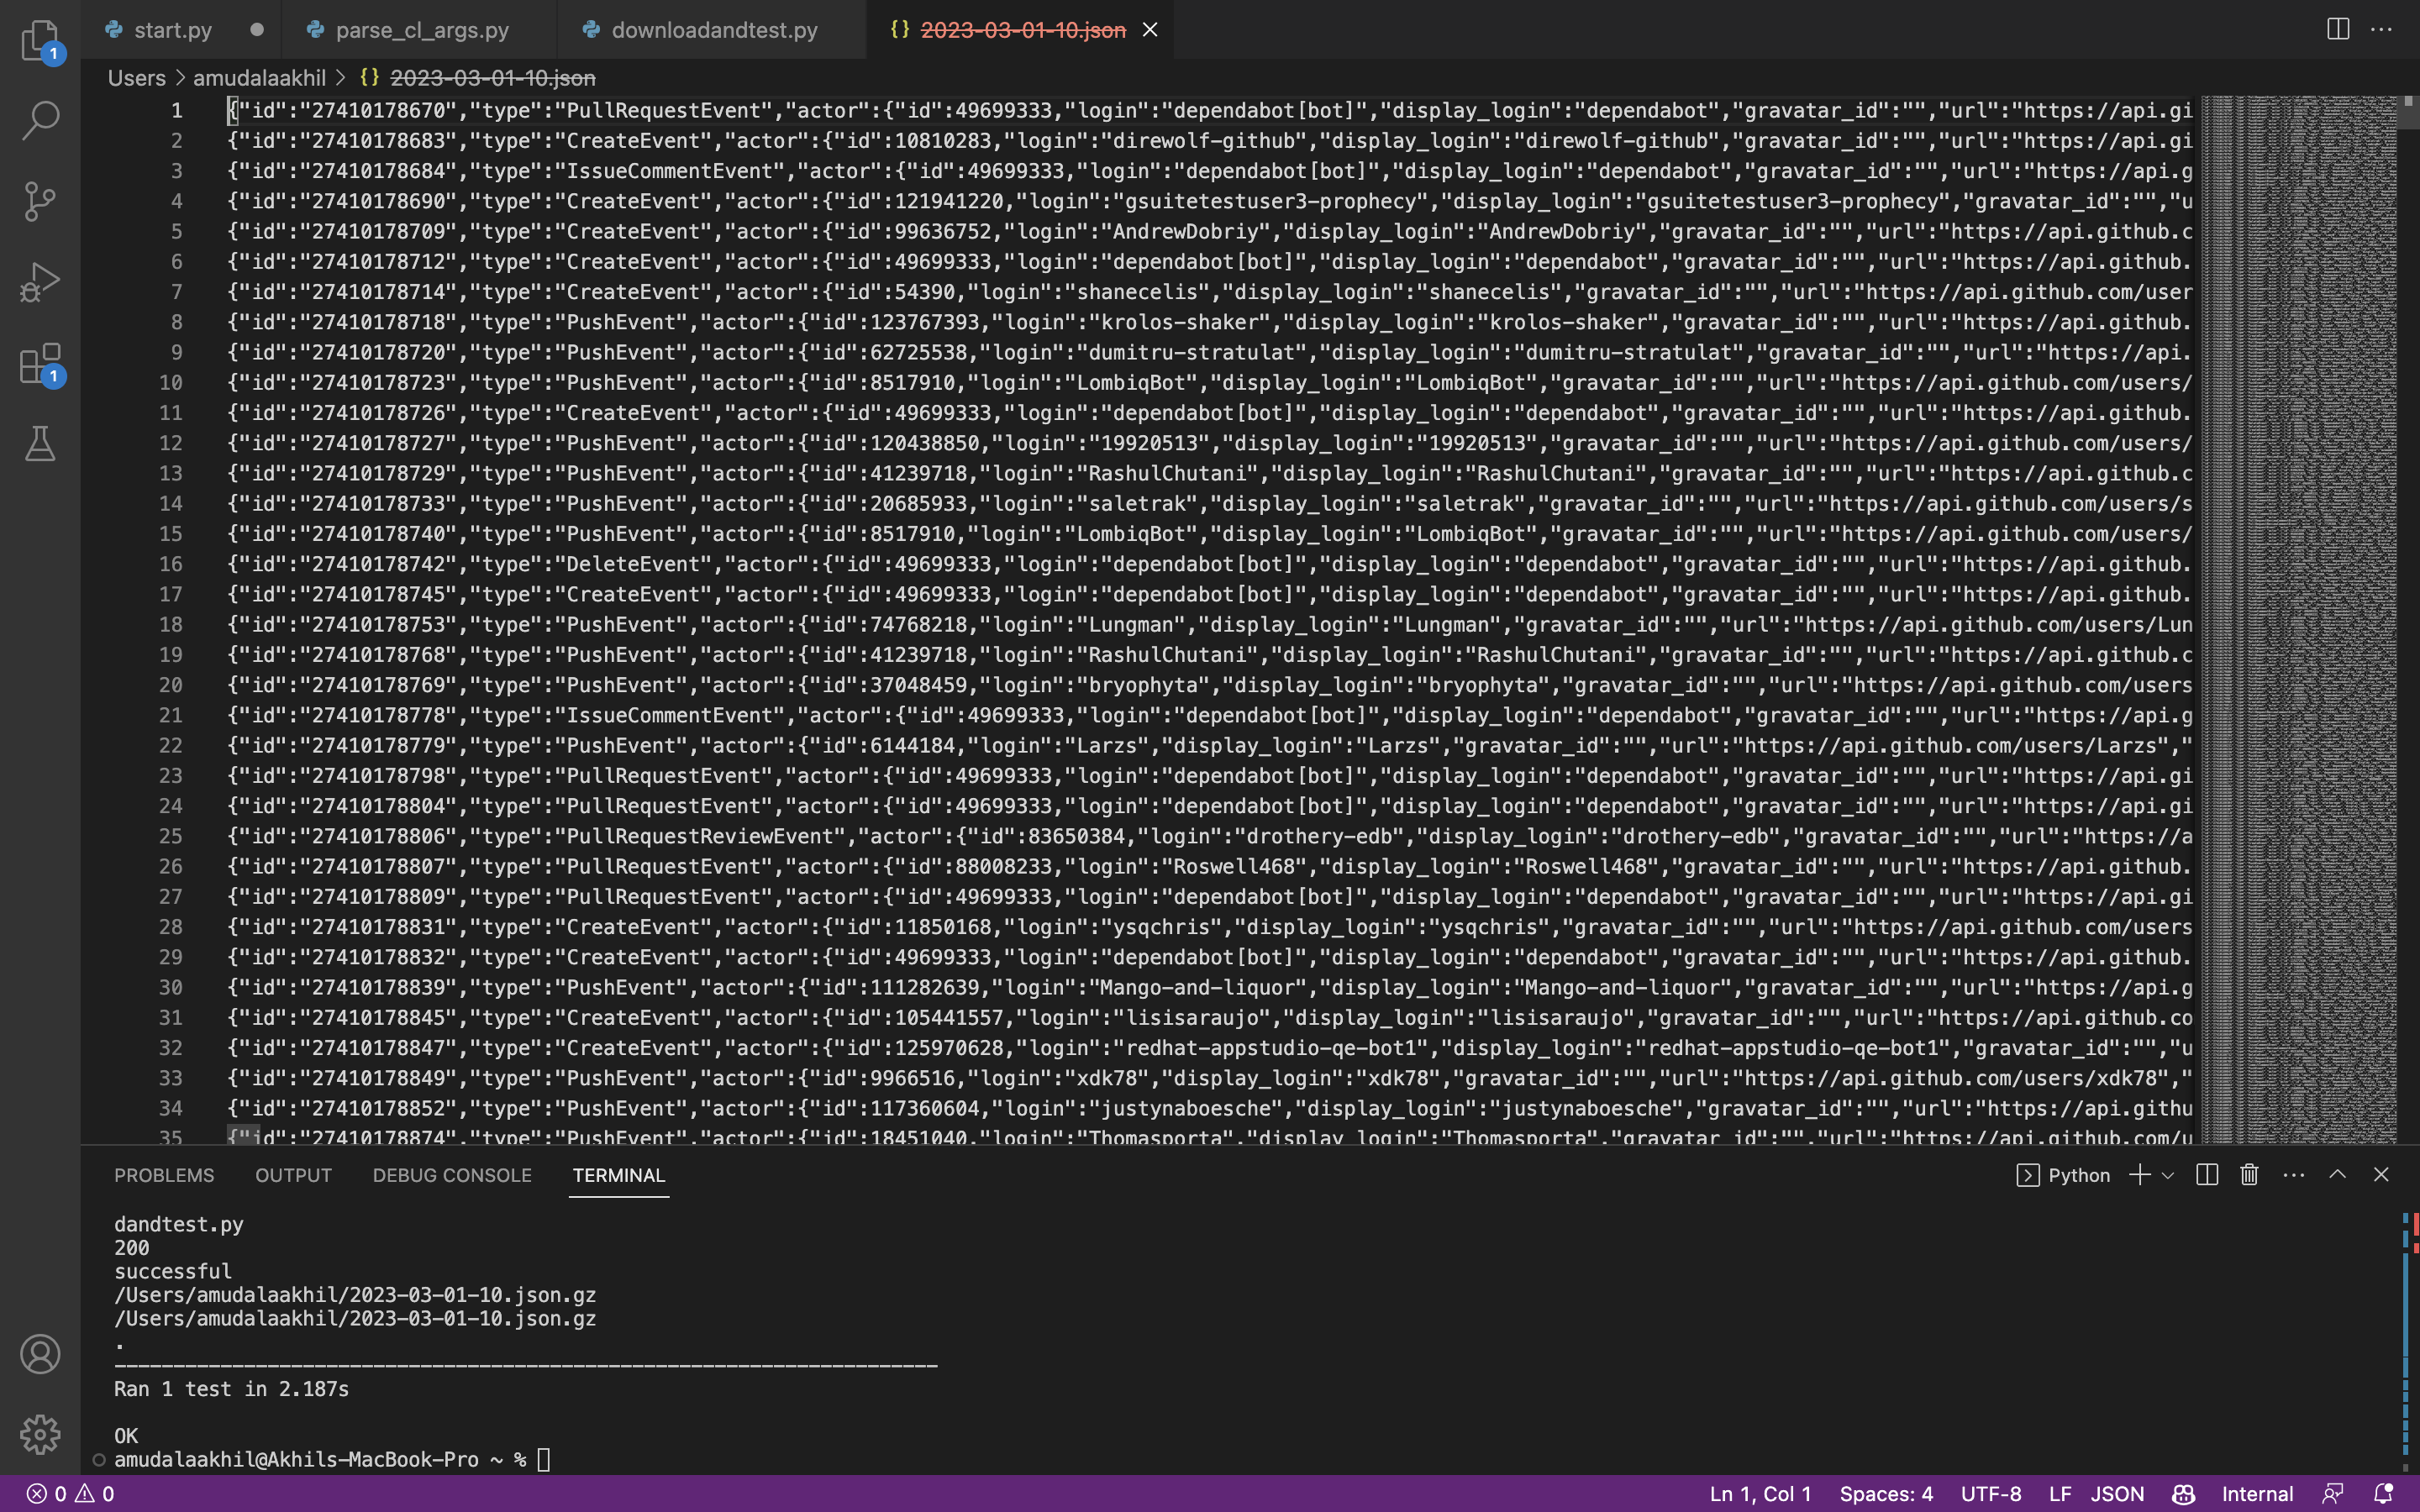 start.py
parse_cl_args.py
downloadandtest.py
{} 2023-03-01-10.json
1
Users > amudalaakhil > {} 2023-03-01-10.json
1 {"id":"27410178670","type":"PullRequestEvent","actor":{"id":49699333,"login":"dependabot[bot]","display_login":"dependabot","gravatar_id":"","url":"https://api.gi
2 {"id":"27410178683","type":"CreateEvent","actor":{"id":10810283,"login":"direwolf-github","display_login":"direwolf-github","gravatar_id":"","url":"https://api.gi
3 {"id":"27410178684","type":"IssueCommentEvent","actor":{"id":49699333,"login":"dependabot[bot]","display_login":"dependabot","gravatar_id":"","url":"https://api.g
4 {"id":"27410178690","type":"CreateEvent","actor":{"id":121941220,"login":"gsuitetestuser3-prophecy","display_login":"gsuitetestuser3-prophecy","gravatar_id":"","u
5 {"id":"27410178709","type":"CreateEvent","actor":{"id":99636752,"login":"AndrewDobriy","display_login":"AndrewDobriy","gravatar_id":"","url":"https://api.github.c
6 {"id":"27410178712","type":"CreateEvent","actor":{"id":49699333,"login":"dependabot[bot]","display_login":"dependabot","gravatar_id":"","url":"https://api.github.
7 {"id":"27410178714","type":"CreateEvent","actor":{"id":54390,"login":"shanecelis","display_login":"shanecelis","gravatar_id":"","url":"https://api.github.com/user
8 {"id":"27410178718","type":"PushEvent","actor":{"id":123767393,"login":"krolos-shaker","display_login":"krolos-shaker","gravatar_id":"","url":"https://api.github.
9 {"id":"27410178720","type":"PushEvent","actor":{"id":62725538,"login":"dumitru-stratulat","display_login":"dumitru-stratulat","gravatar_id":"","url":"https://api.
10 {"id":"27410178723","type":"PushEvent","actor":{"id":8517910,"login":"LombiqBot","display_login":"LombiqBot","gravatar_id":"","url":"https://api.github.com/users/
11 {"id":"27410178726","type":"CreateEvent","actor":{"id":49699333,"login":"dependabot[bot]","display_login":"dependabot","gravatar_id":"","url":"https://api.github.
12 {"id":"27410178727","type":"PushEvent","actor":{"id":120438850,"login":"19920513","display_login":"19920513","gravatar_id":"","url":"https://api.github.com/users/
13 {"id":"27410178729","type":"PushEvent","actor":{"id":41239718,"login":"RashulChutani","display_login":"RashulChutani","gravatar_id":"","url":"https://api.github.c
14 {"id":"27410178733","type":"PushEvent","actor":{"id":20685933,"login":"saletrak","display_login":"saletrak","gravatar_id":"","url":"https://api.github.com/users/s
15 {"id":"27410178740","type":"PushEvent","actor":{"id":8517910,"login":"LombiqBot","display_login":"LombiqBot","gravatar_id":"","url":"https://api.github.com/users/
16 {"id":"27410178742","type":"DeleteEvent","actor":{"id":49699333,"login":"dependabot[bot]","display_login":"dependabot","gravatar_id":"","url":"https://api.github.
17 {"id":"27410178745","type":"CreateEvent","actor":{"id":49699333,"login":"dependabot[bot]","display_login":"dependabot","gravatar_id":"","url":"https://api.github.
18 {"id":"27410178753","type":"PushEvent","actor":{"id":74768218,"login":"Lungman","display_login":"Lungman","gravatar_id":"","url":"https://api.github.com/users/Lun
19 {"id":"27410178768","type":"PushEvent","actor":{"id":41239718,"login":"RashulChutani","display_login":"RashulChutani","gravatar_id":"","url":"https://api.github.c
20 {"id":"27410178769","type":"PushEvent","actor":{"id":37048459,"login":"bryophyta","display_login":"bryophyta","gravatar_id":"","url":"https://api.github.com/users
21 {"id":"27410178778","type":"IssueCommentEvent","actor":{"id":49699333,"login":"dependabot[bot]","display_login":"dependabot","gravatar_id":"","url":"https://api.g
22 {"id":"27410178779","type":"PushEvent","actor":{"id":6144184,"login":"Larzs","display_login":"Larzs","gravatar_id":"","url":"https://api.github.com/users/Larzs","
23 {"id":"27410178798","type":"PullRequestEvent","actor":{"id":49699333,"login":"dependabot[bot]","display_login":"dependabot","gravatar_id":"","url":"https://api.gi
24 {"id":"27410178804","type":"PullRequestEvent","actor":{"id":49699333,"login":"dependabot[bot]","display_login":"dependabot","gravatar_id":"","url":"https://api.gi
25 {"id":"27410178806","type":"PullRequestReviewEvent","actor":{"id":83650384,"login":"drothery-edb","display_login":"drothery-edb","gravatar_id":"","url":"https://a
26 {"id":"27410178807","type":"PullRequestEvent","actor":{"id":88008233,"login":"Roswell468","display_login":"Roswell468","gravatar_id":"","url":"https://api.github.
27 {"id":"27410178809","type":"PullRequestEvent","actor":{"id":49699333,"login":"dependabot[bot]","display_login":"dependabot","gravatar_id":"","url":"https://api.gi
28 {"id":"27410178831","type":"CreateEvent","actor":{"id":11850168,"login":"ysqchris","display_login":"ysqchris","gravatar_id":"","url":"https://api.github.com/users
29 {"id":"27410178832","type":"CreateEvent","actor":{"id":49699333,"login":"dependabot[bot]","display_login":"dependabot","gravatar_id":"","url":"https://api.github.
30 {"id":"27410178839","type":"PushEvent","actor":{"id":111282639,"login":"Mango-and-liquor","display_login":"Mango-and-liquor","gravatar_id":"","url":"https://api.g
31 {"id":"27410178845","type":"CreateEvent","actor":{"id":105441557,"login":"lisisaraujo","display_login":"lisisaraujo","gravatar_id":"","url":"https://api.github.co
32 {"id":"27410178847","type":"CreateEvent","actor":{"id":125970628,"login":"redhat-appstudio-qe-bot1","display_login":"redhat-appstudio-qe-bot1","gravatar_id":"","u
33 {"id":"27410178849","type":"PushEvent","actor":{"id":9966516,"login":"xdk78","display_login":"xdk78","gravatar_id":"","url":"https://api.github.com/users/xdk78","
34 {"id":"27410178852","type":"PushEvent","actor":{"id":117360604,"login":"justynaboesche","display_login":"justynaboesche","gravatar_id":"","url":"https://api.githu
35 {"id":"27410178874","type":"PushEvent","actor":{"id":18451040,"login":"Thomasporta","display_login":"Thomasporta","gravatar_id":"","url":"https://api.github.com/u
1
PROBLEMS OUTPUT DEBUG CONSOLE TERMINAL
Python
dandtest.py
200
successful
/Users/amudalaakhil/2023-03-01-10.json.gz
/Users/amudalaakhil/2023-03-01-10.json.gz
.
----------------------------------------------------------------------
Ran 1 test in 2.187s
OK
amudalaakhil@Akhils-MacBook-Pro ~ %
0 0
Ln 1, Col 1 Spaces: 4 UTF-8 LF JSON Internal